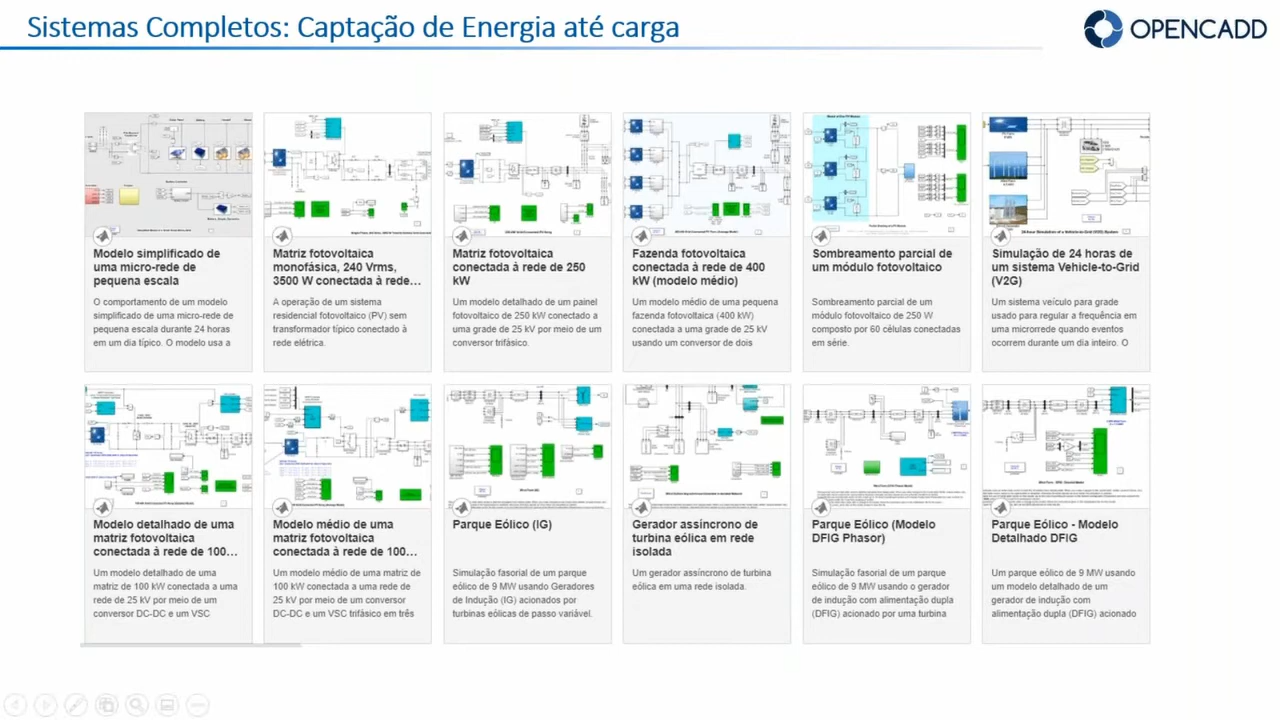 Sistemas Completos: Captação de Energia até carga
OPENCADD
Modelo simplificado de
uma micro-rede de
pequena escala
O comportamento de um modelo
simplificado de uma micro-rede de
pequena escala durante 24 horas
em um dia típico. O modelo usa a
Matriz fotovoltaica
monofásica, 240 Vrms,
3500 W conectada à rede...
A operação de um sistema
residencial fotovoltaico (PV) sem
transformador típico conectado à
rede elétrica.
Matriz fotovoltaica
conectada à rede de 250
kW
Um modelo detalhado de um painel
fotovoltaico de 250 kW conectado a
uma grade de 25 kV por meio de um
conversor trifásico.
Fazenda fotovoltaica
conectada à rede de 400
kW (modelo médio)
Um modelo médio de uma pequena
fazenda fotovoltaica (400 kW)
conectada a uma grade de 25 kV
usando um conversor de dois
Sombreamento parcial de
um módulo fotovoltaico
Sombreamento parcial de um
módulo fotovoltaico de 250 W
composto por 60 células conectadas
em série.
Simulação de 24 horas de
um sistema Vehicle-to-Grid
(V2G)
Um sistema veículo para grade
usado para regular a frequência em
uma microrrede quando eventos
ocorrem durante um dia inteiro. O
Modelo detalhado de uma
matriz fotovoltaica
conectada à rede de 100...
Um modelo detalhado de uma
matriz de 100 kW conectada a uma
rede de 25 kV por meio de um
conversor DC-DC e um VSC
Modelo médio de uma
matriz fotovoltaica
conectada à rede de 100...
Um modelo médio de uma matriz de
100 kW conectada a uma rede de
25 kV por meio de um conversor
DC-DC e um VSC trifásico em três
Parque Eólico (IG)
Simulação fasorial de um parque
eólico de 9 MW usando Geradores
de Indução (IG) acionados por
turbinas eólicas de passo variável.
Gerador assíncrono de
turbina eólica em rede
isolada
Um gerador assíncrono de turbina
eólica em uma rede isolada.
Parque Eólico (Modelo
DFIG Phasor)
Simulação fasorial de um parque
eólico de 9 MW usando o gerador
de indução com alimentação dupla
(DFIG) acionado por uma turbina
Parque Eólico - Modelo
Detalhado DFIG
Um parque eólico de 9 MW usando
um modelo detalhado de um
gerador de indução com
alimentação dupla (DFIG) acionado